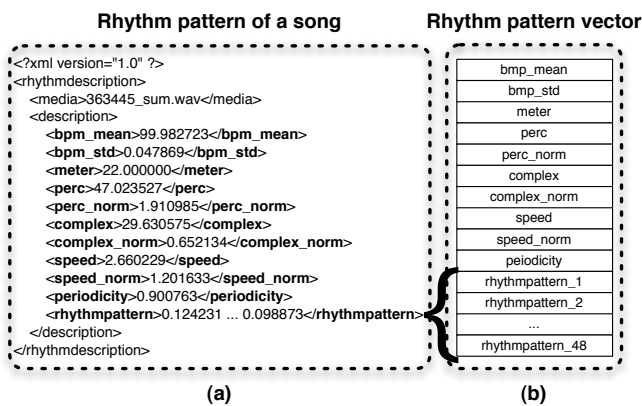 Rhythm pattern of a song
<?xml version="1.0" ?>
<rhythmdescription>
<media>363445_sum.wav</media>
<description>
<bpm_mean>99.982723</bpm_mean>
<bpm_std>0.047869</bpm_std>
<meter>22.000000</meter>
<perc>47.023527</perc>
<perc_norm>1.910985</perc_norm>
<complex>29.630575</complex>
<complex_norm>0.652134</complex_norm>
<speed>2.660229</speed>
<speed_norm>1.201633</speed_norm>
<periodicity>0.900763</periodicity>
<rhythmpattern>0.124231 ... 0.098873</rhythmpattern>
</description>
</rhythmdescription>
(a)
Rhythm pattern vector
bmp_mean
bmp_std
meter
perc
perc_norm
complex
complex_norm
speed
speed_norm
peiodicity
rhythmpattern_1
rhythmpattern_2
...
rhythmpattern_48
(b)